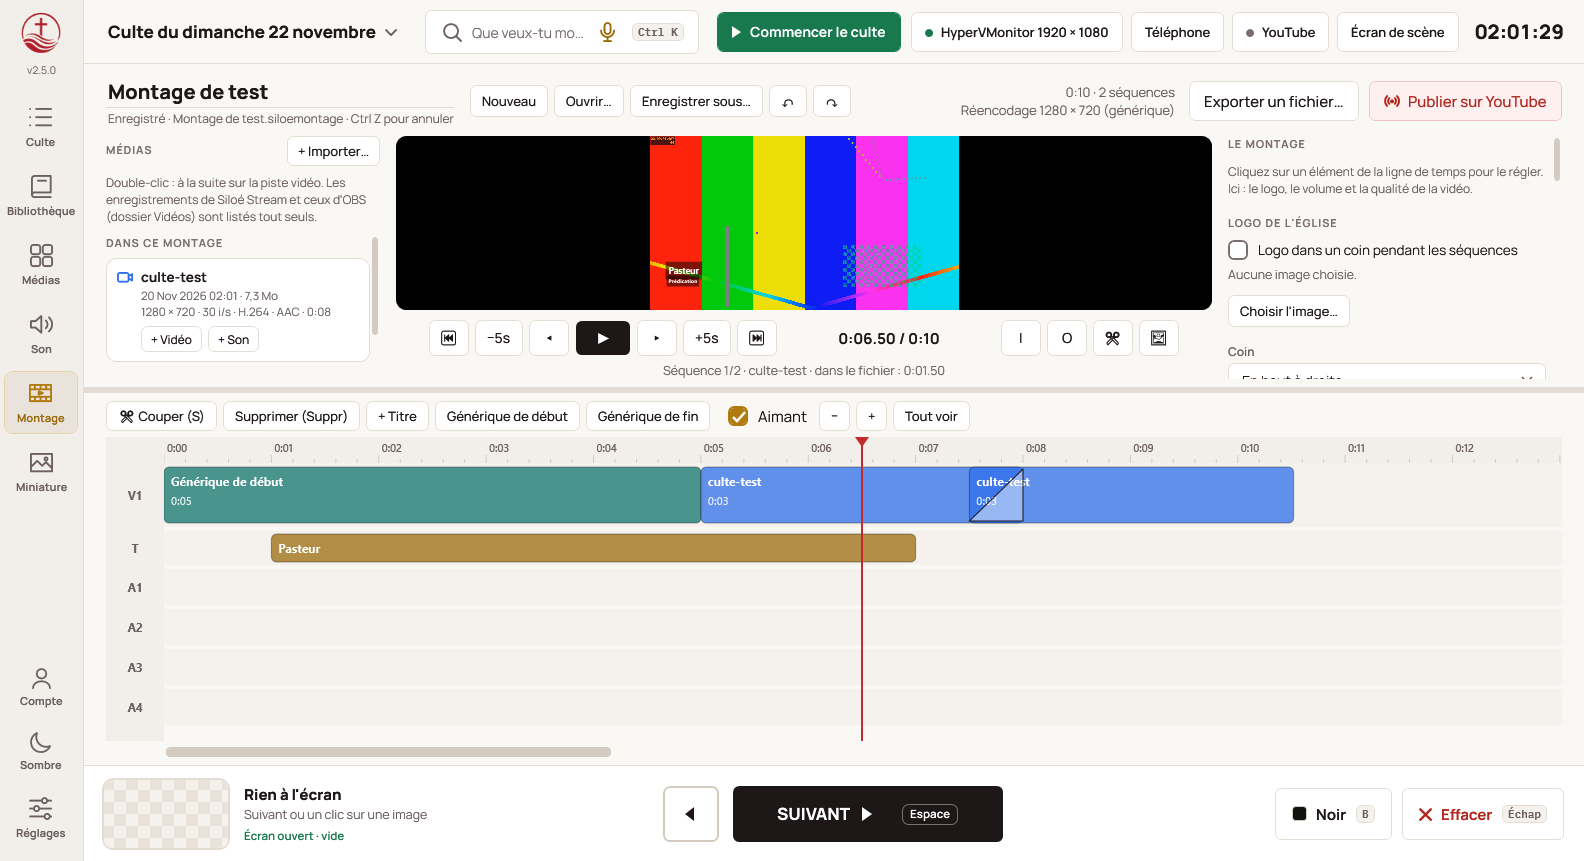 Culte du dimanche 22 novembre
Que veux-tu mo...
Ctrl K
Commencer le culte
HyperVMonitor 1920 × 1080
Téléphone
YouTube
Écran de scène
02:01:29
v2.5.0
Culte
Bibliothèque
Médias
Son
Montage
Miniature
Compte
Sombre
Réglages
Montage de test
Enregistré · Montage de test.siloemontage · Ctrl Z pour annuler
Nouveau
Ouvrir...
Enregistrer sous...
0:10 · 2 séquences
Réencodage 1280 × 720 (générique)
Exporter un fichier...
Publier sur YouTube
MÉDIAS
+ Importer...
Double-clic : à la suite sur la piste vidéo. Les
enregistrements de Siloé Stream et ceux d'OBS
(dossier Vidéos) sont listés tout seuls.
DANS CE MONTAGE
culte-test
20 Nov 2026 02:01 · 7,3 Mo
1280 × 720 · 30 i/s · H.264 · AAC · 0:08
+ Vidéo
+ Son
Pasteur
Prédication
−5s
+5s
0:06.50 / 0:10
I
O
Séquence 1/2 · culte-test · dans le fichier : 0:01.50
LE MONTAGE
Cliquez sur un élément de la ligne de temps pour le régler.
Ici : le logo, le volume et la qualité de la vidéo.
LOGO DE L'ÉGLISE
Logo dans un coin pendant les séquences
Aucune image choisie.
Choisir l'image...
Coin
En haut à droite
Couper (S)
Supprimer (Suppr)
+ Titre
Générique de début
Générique de fin
Aimant
−
+
Tout voir
0:00
0:01
0:02
0:03
0:04
0:05
0:06
0:07
0:08
0:09
0:10
0:11
0:12
V1
Générique de début
0:05
culte-test
0:03
culte-test
0:03
T
Pasteur
A1
A2
A3
A4
Rien à l'écran
Suivant ou un clic sur une image
Écran ouvert · vide
SUIVANT
Espace
Noir
B
Effacer
Échap